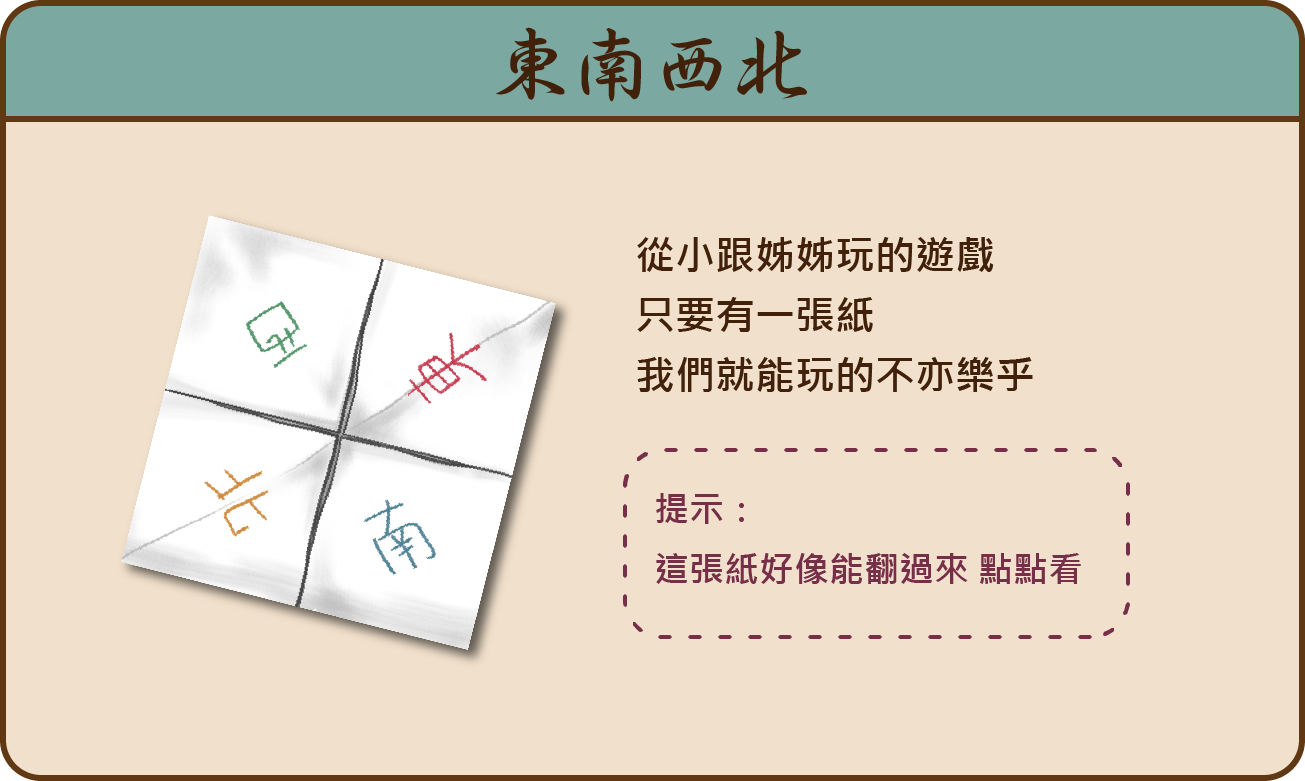 東南西北
西
東
北
南
從小跟姊姊玩的遊戲
只要有一張紙
我們就能玩的不亦樂乎
提示：
這張紙好像能翻過來 點點看